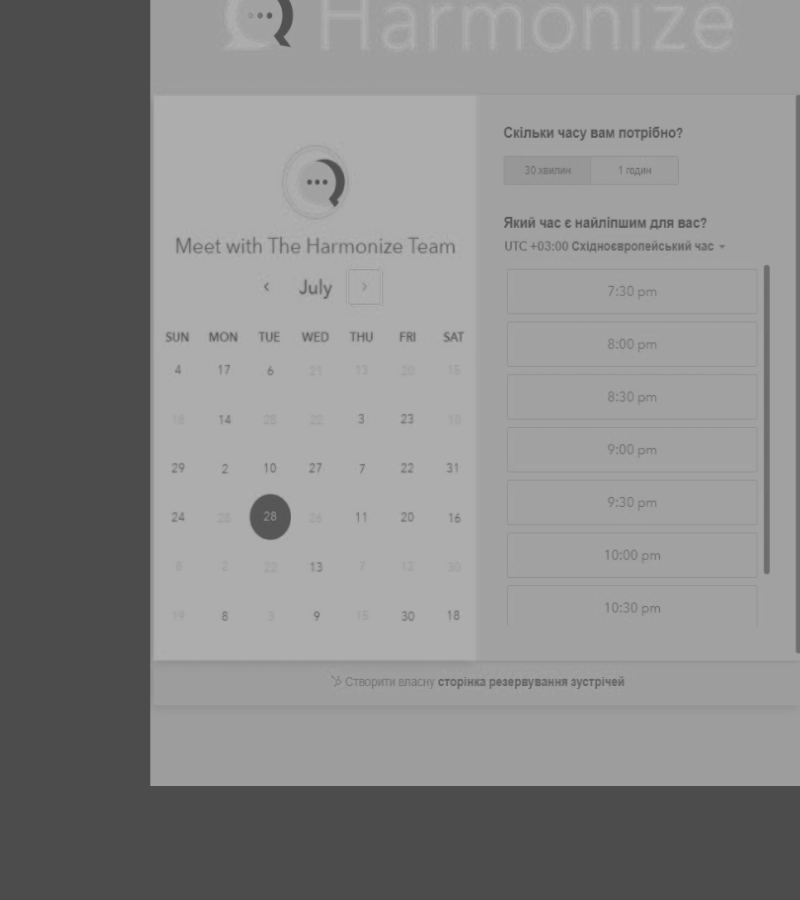 Harmonize
Meet with The Harmonize Team
‹ July ›
SUN MON TUE WED THU FRI SAT
4 17 6 21 13 20 15
18 14 28 22 3 23 10
29 2 10 27 7 22 31
24 23 28 26 11 20 16
6 2 22 13 7 12 30
19 8 3 9 15 30 18
Скільки часу вам потрібно?
30 хвилин 1 годин
Який час є найліпшим для вас?
UTC +03:00 Східноєвропейський час
7:30 pm
8:00 pm
8:30 pm
9:00 pm
9:30 pm
10:00 pm
10:30 pm
Створити власну сторінка резервування зустрічей